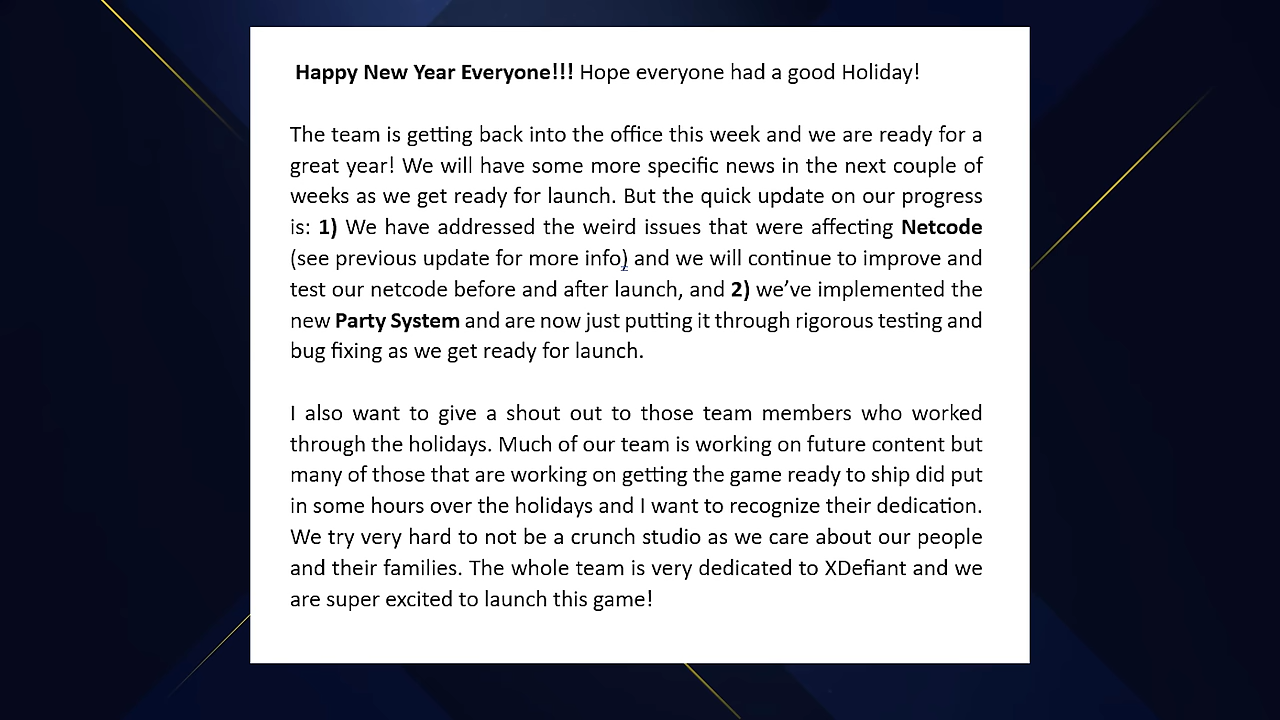 Happy New Year Everyone!!! Hope everyone had a good Holiday!
The team is getting back into the office this week and we are ready for a
great year! We will have some more specific news in the next couple of
weeks as we get ready for launch. But the quick update on our progress
is: 1) We have addressed the weird issues that were affecting Netcode
(see previous update for more info) and we will continue to improve and
test our netcode before and after launch, and 2) we’ve implemented the
new Party System and are now just putting it through rigorous testing and
bug fixing as we get ready for launch.
I also want to give a shout out to those team members who worked
through the holidays. Much of our team is working on future content but
many of those that are working on getting the game ready to ship did put
in some hours over the holidays and I want to recognize their dedication.
We try very hard to not be a crunch studio as we care about our people
and their families. The whole team is very dedicated to XDefiant and we
are super excited to launch this game!